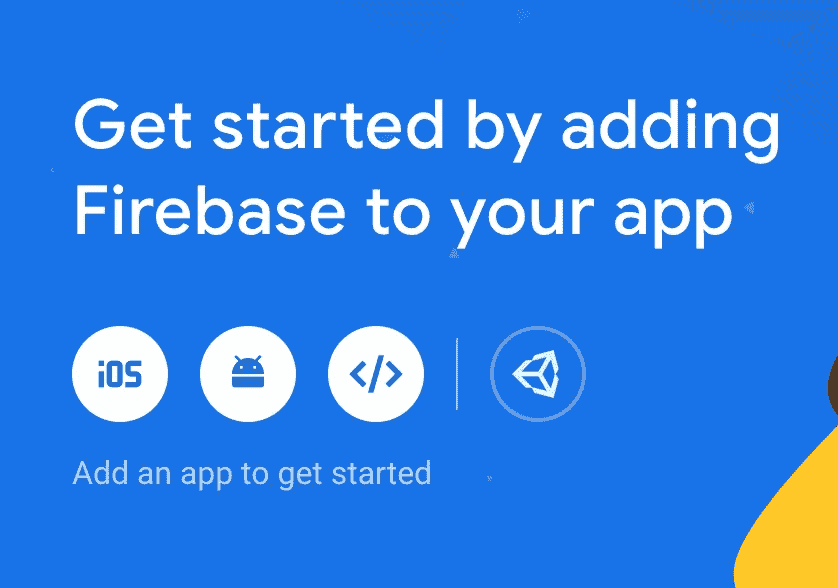 Get started by adding
Firebase to your app
iOS
</>
Add an app to get started